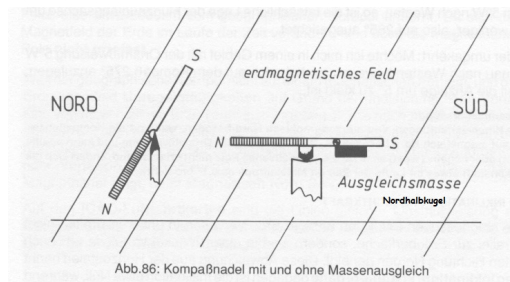 S
erdmagnetisches Feld
NORD
SÜD
N
S
N
Ausgleichsmasse
Nordhalbkugel
Abb.86: Kompaßnadel mit und ohne Massenausgleich